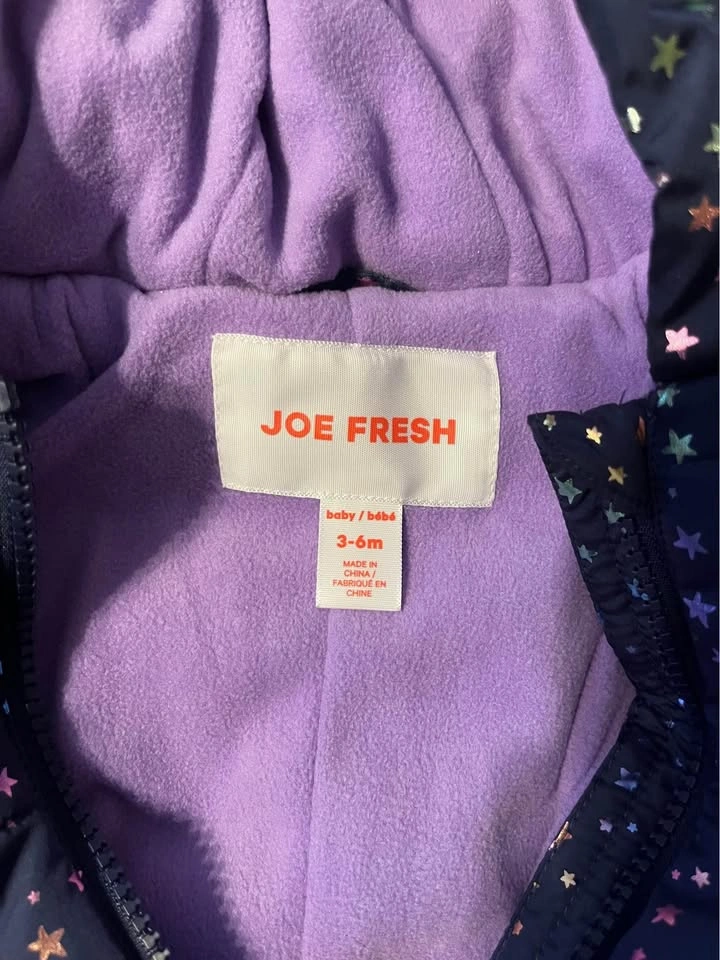 JOE FRESH
baby / bébé
3-6m
MADE IN
CHINA /
FABRIQUÉ EN
CHINE